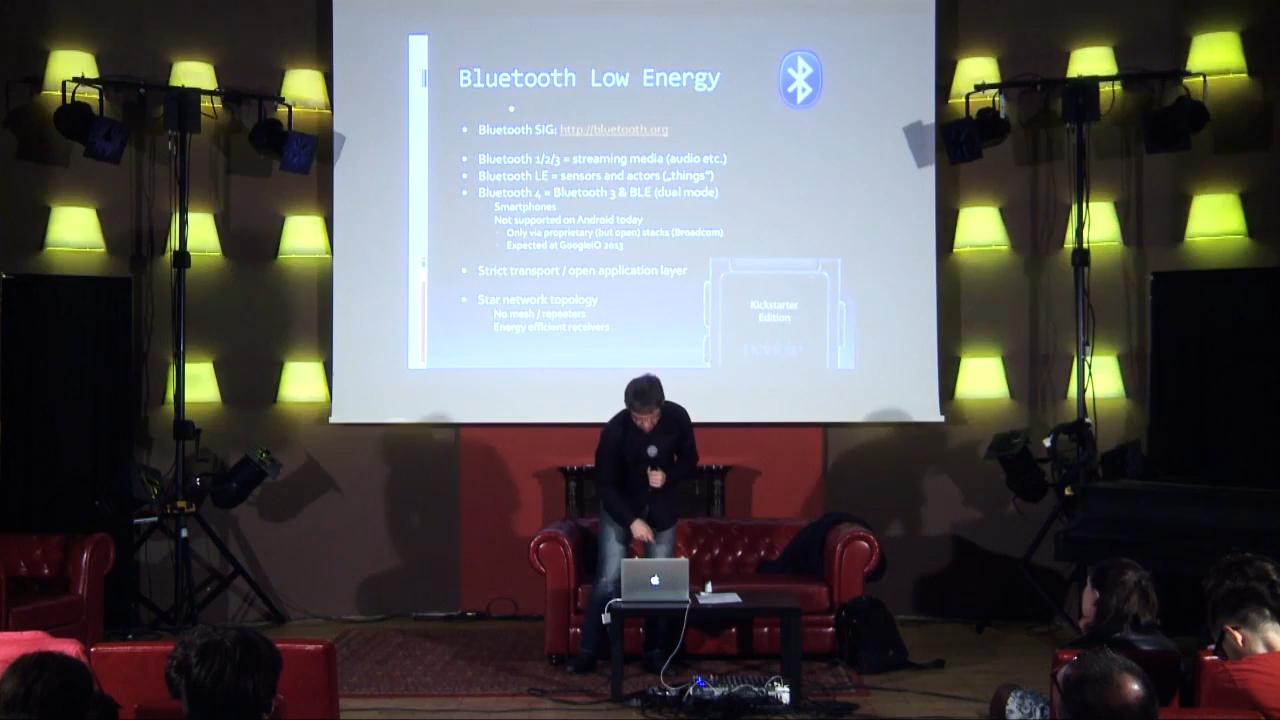 Bluetooth Low Energy
Bluetooth SIG: http://bluetooth.org
Bluetooth 1/2/3 = streaming media (audio etc.)
Bluetooth LE = sensors and actors („things“)
Bluetooth 4 = Bluetooth 3 & BLE (dual mode)
Smartphones
Not supported on Android today
Only via proprietary (but open) stacks (Broadcom)
Expected at GoogleIO 2013
Strict transport / open application layer
Star network topology
No mesh / repeaters
Energy efficient receivers
Kickstarter
Edition